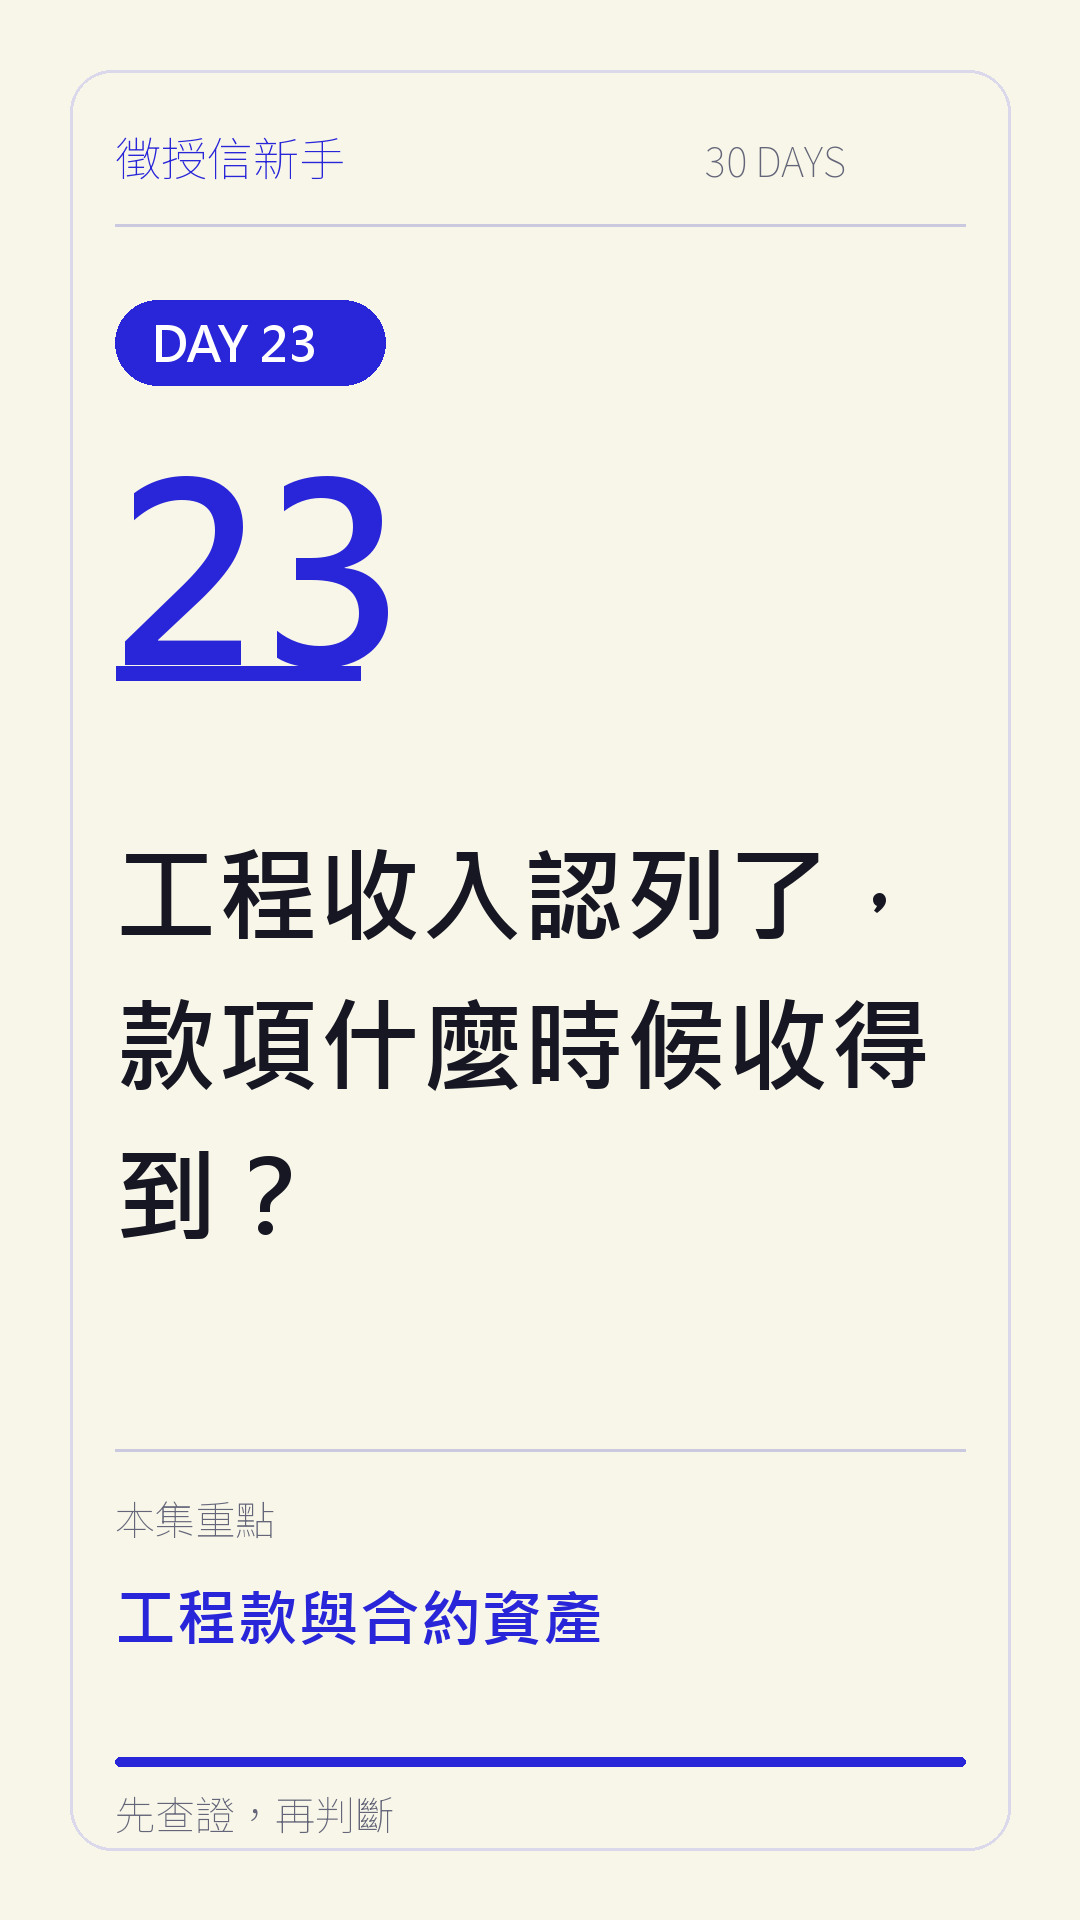 徵授信新手
30 DAYS
DAY 23
23
工程收入認列了，
款項什麼時候收得
到？
本集重點
工程款與合約資產
先查證，再判斷